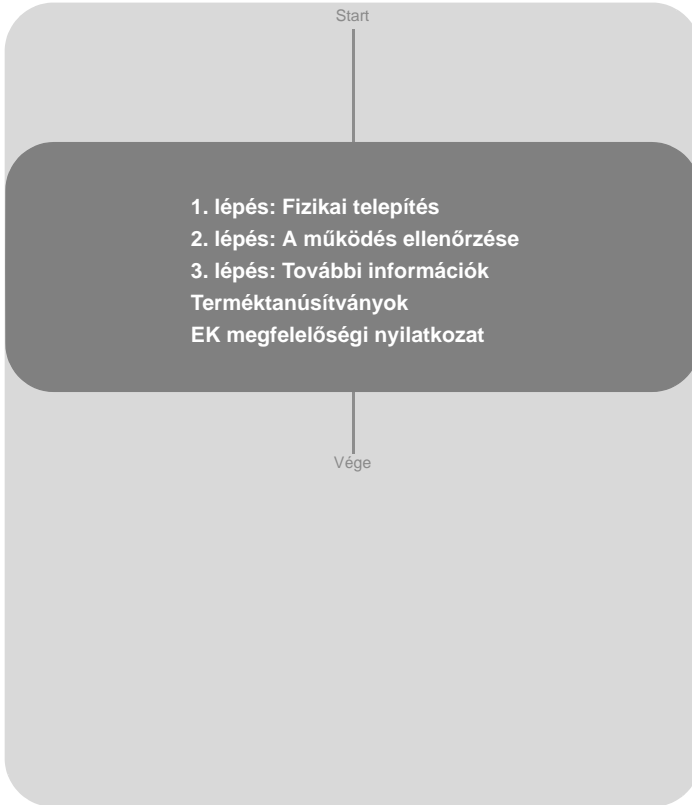 Start
1. lépés: Fizikai telepítés
2. lépés: A működés ellenőrzése
3. lépés: További információk
Terméktanúsítványok
EK megfelelőségi nyilatkozat
Vége